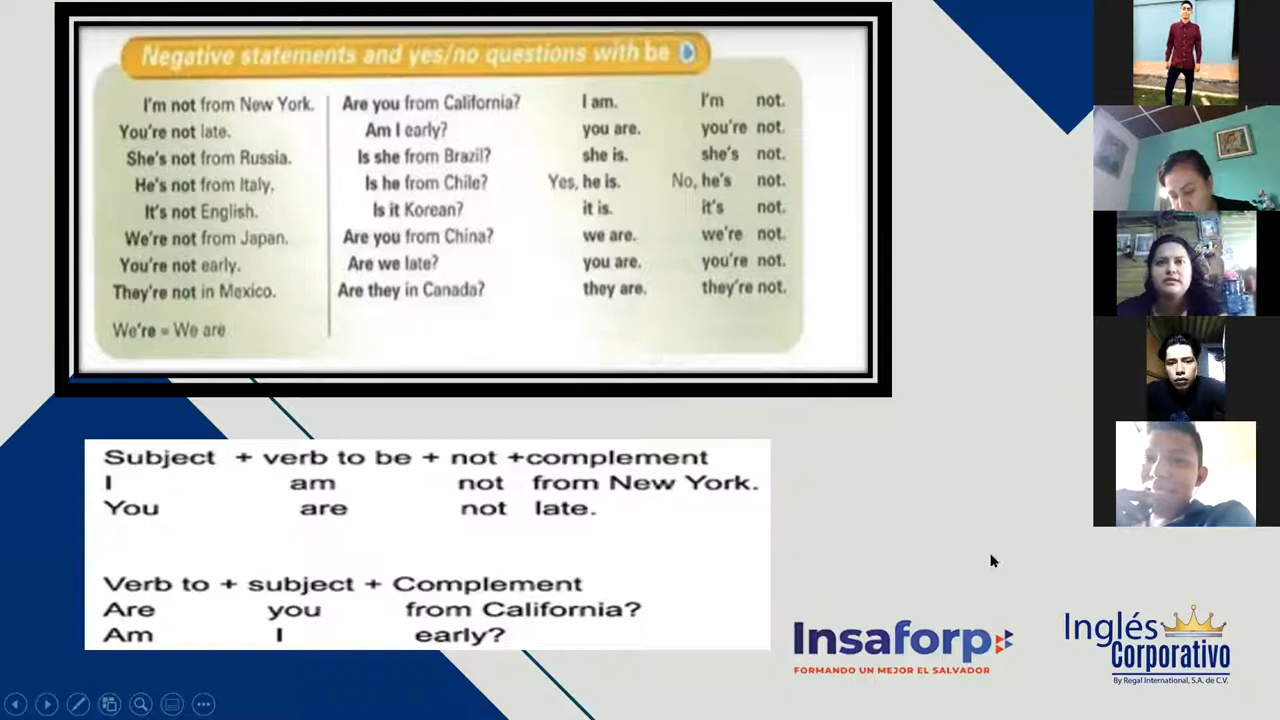 Negative statements and yes/no questions with be
I'm not from New York. Are you from California? I am. I'm not.
You're not late. Am I early? you are. you're not.
She's not from Russia. Is she from Brazil? she is. she's not.
He's not from Italy. Is he from Chile? Yes, he is. No, he's not.
It's not English. Is it Korean? it is. it's not.
We're not from Japan. Are you from China? we are. we're not.
You're not early. Are we late? you are. you're not.
They're not in Mexico. Are they in Canada? they are. they're not.
We're = We are
Subject + verb to be + not +complement
I am not from New York.
You are not late.
Verb to + subject + Complement
Are you from California?
Am I early?
Insaforp
FORMANDO UN MEJOR EL SALVADOR
Inglés
Corporativo
By Regal International, S.A. de C.V.